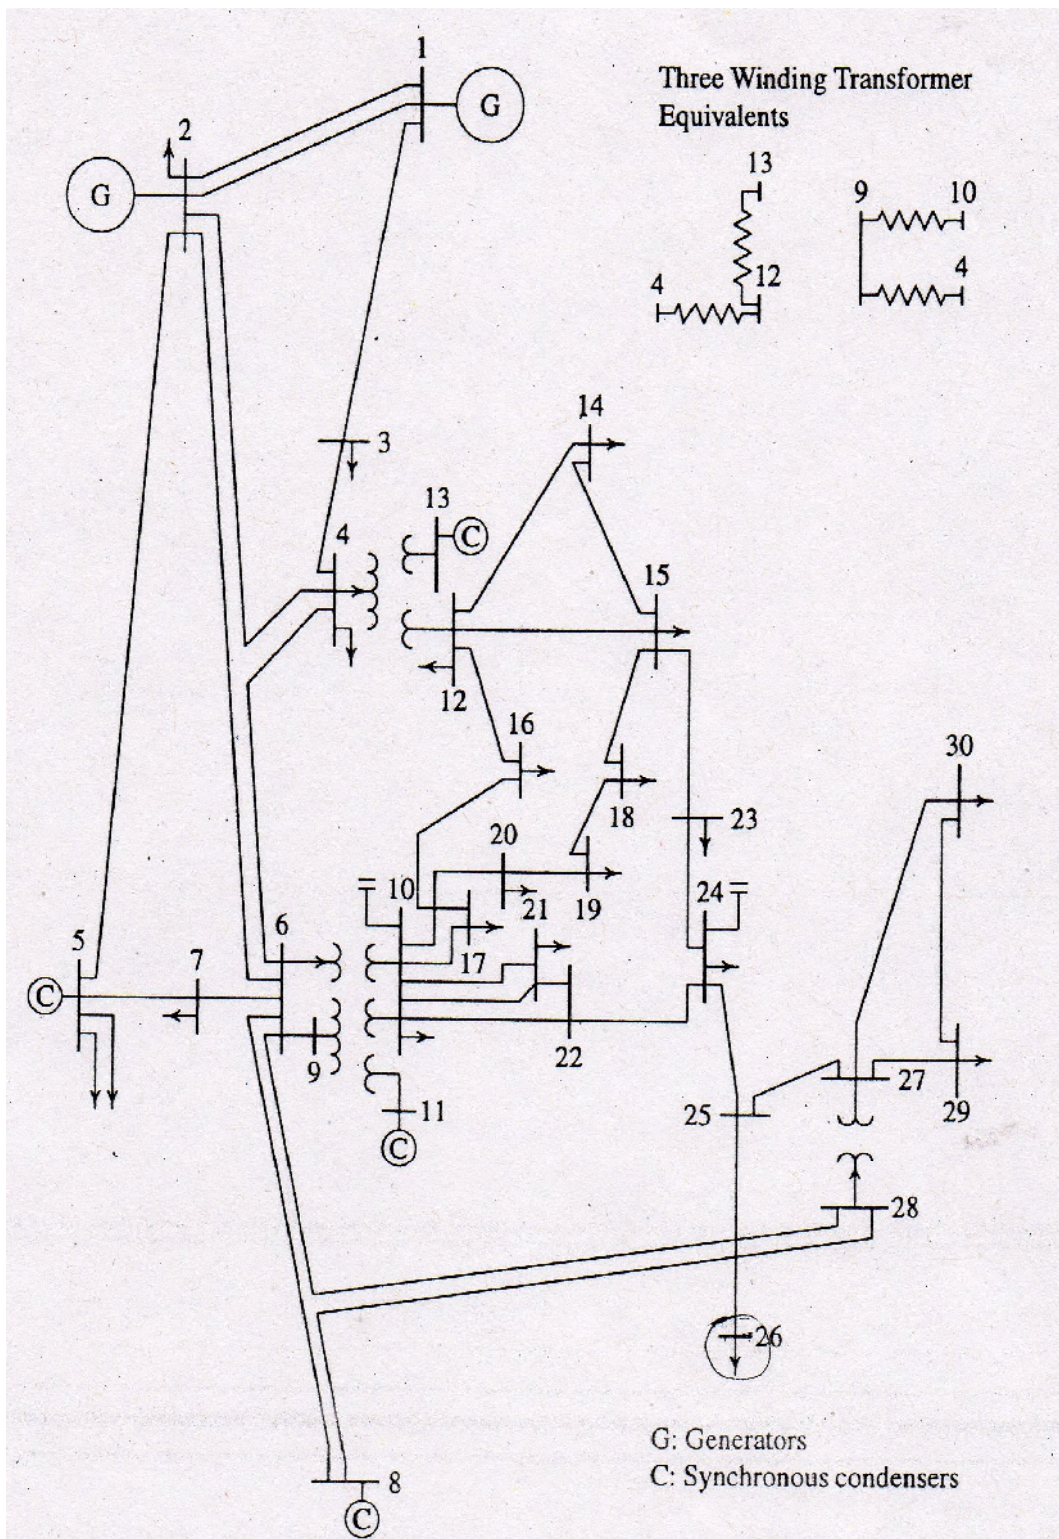 1
Three Winding Transformer
Equivalents
G
2
G
13
9 10
4 12 4
14
3
13
C
4
15
12
16
30
18
23
20
10
24
21
19
5
6
7
17
C
9
22
27
25
29
11
C
28
26
G: Generators
C: Synchronous condensers
8
C